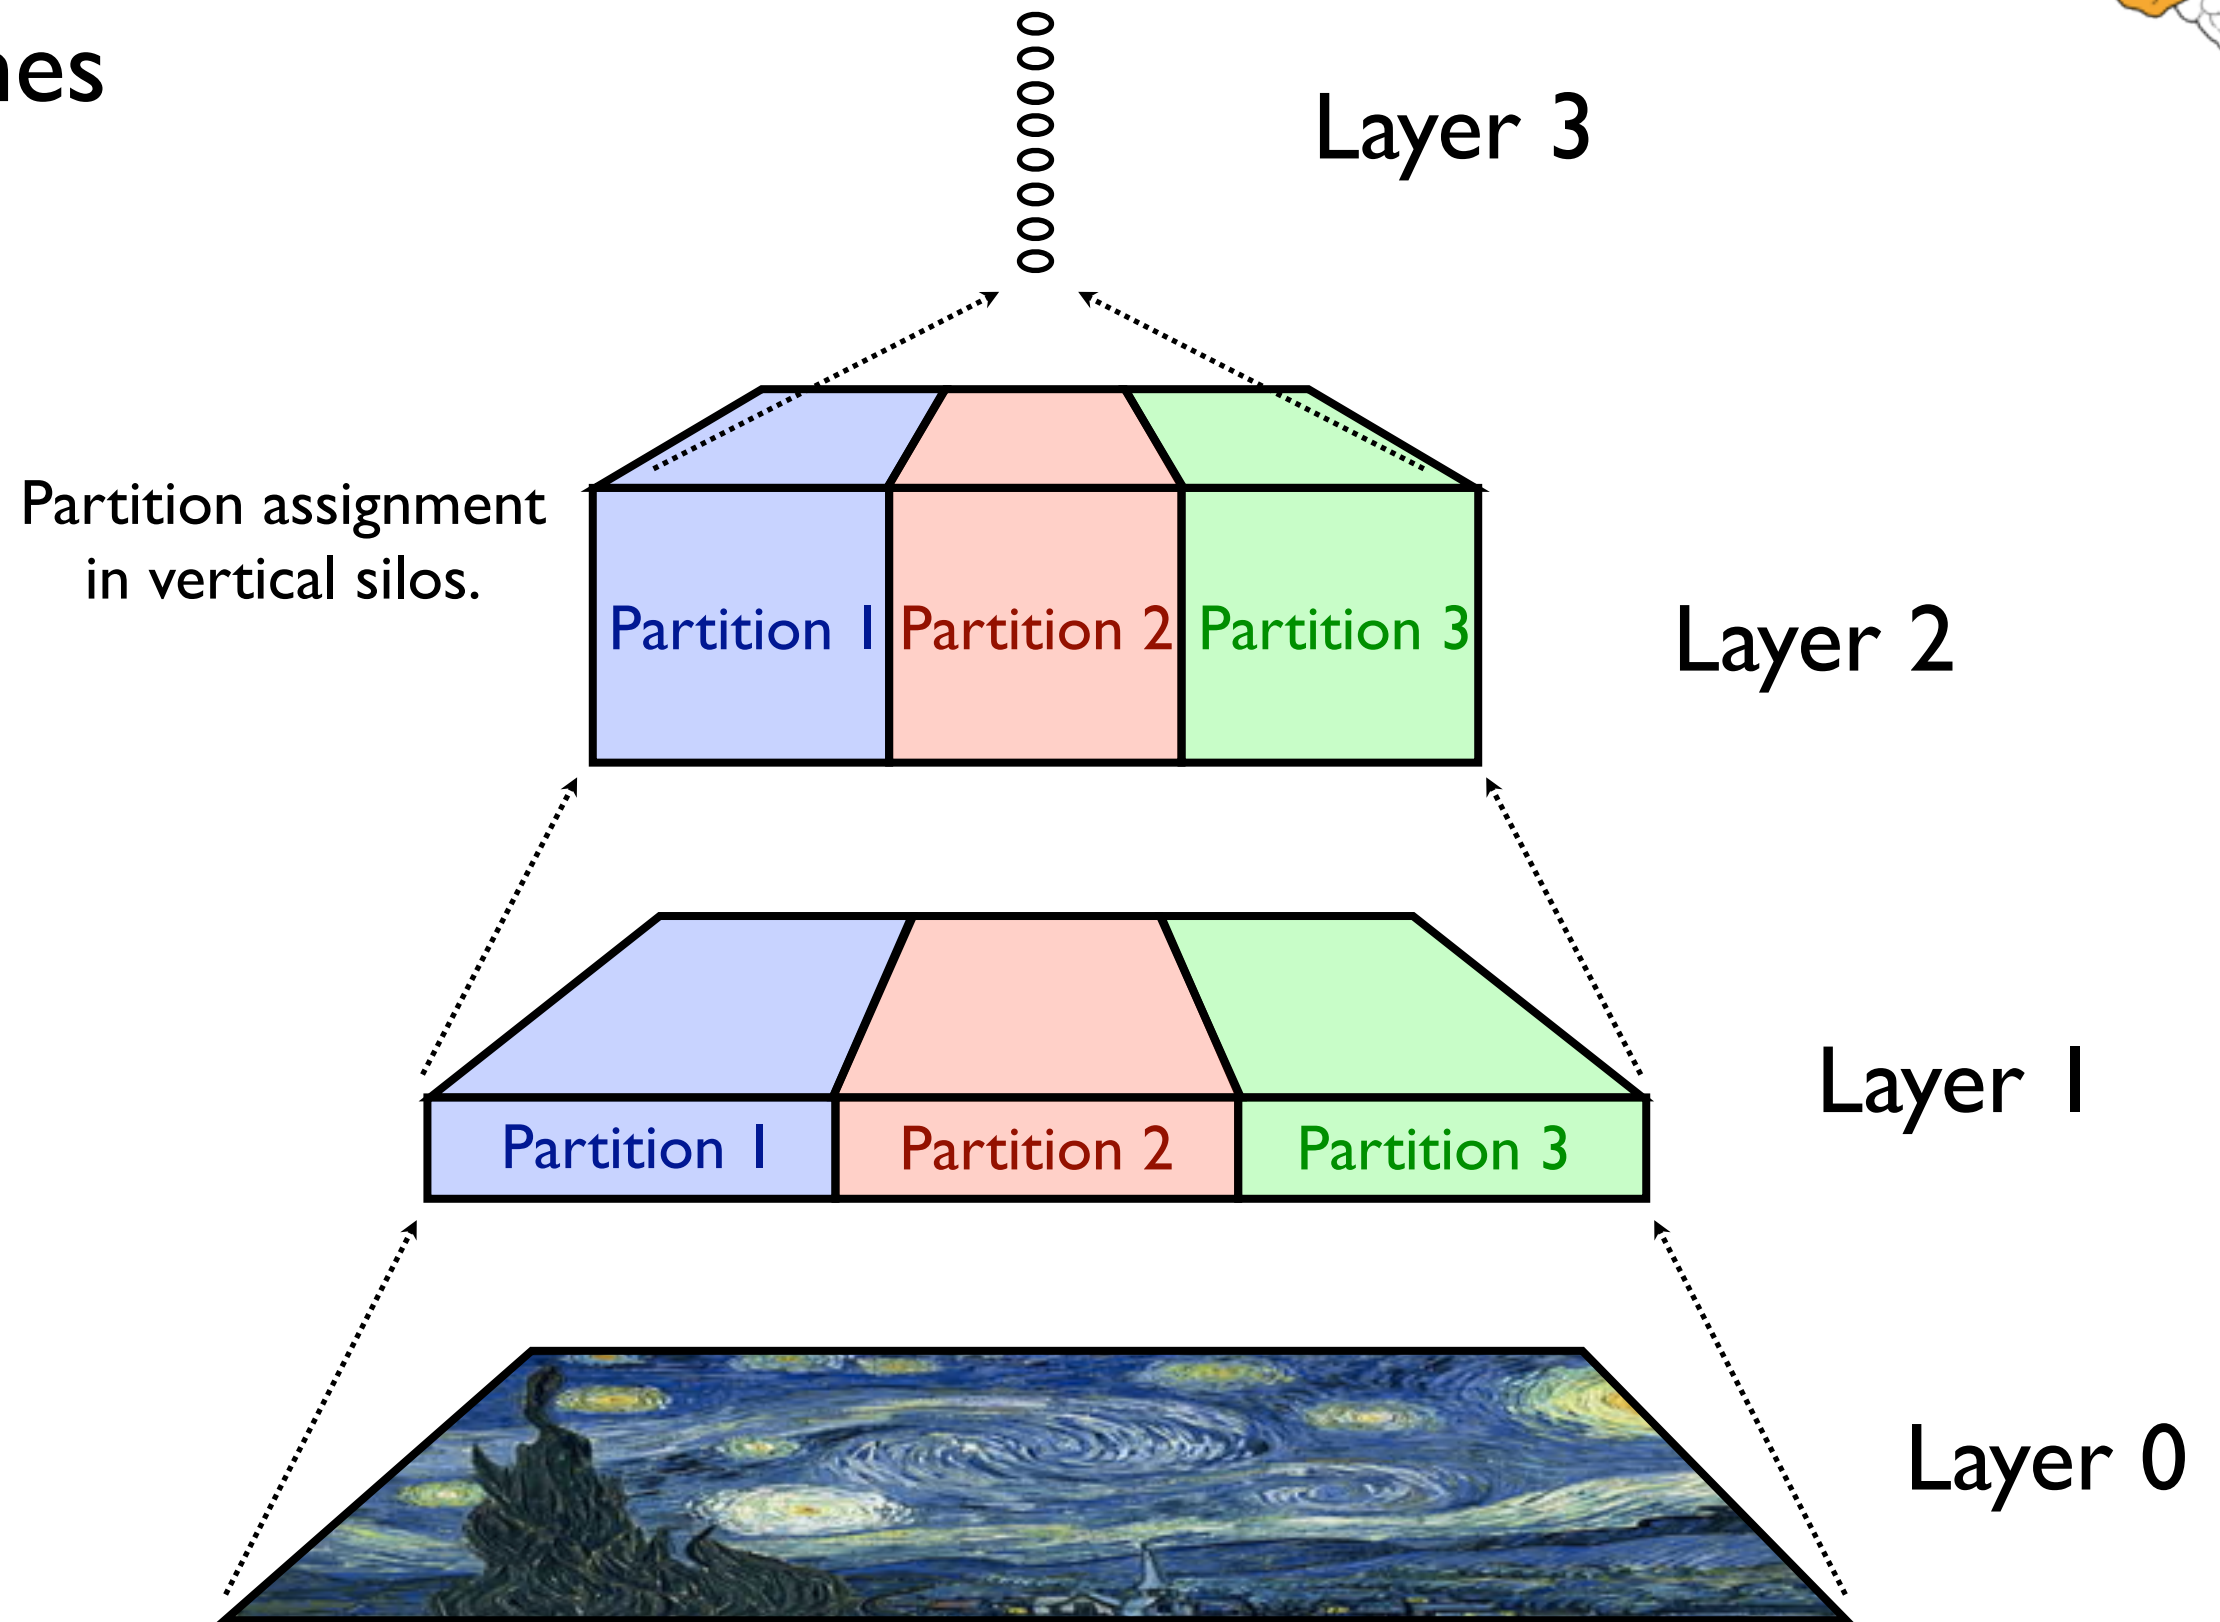 Layer 3
Partition assignment
in vertical silos.
Partition 1 Partition 2 Partition 3
Layer 2
Layer 1
Partition 1 Partition 2 Partition 3
Layer 0